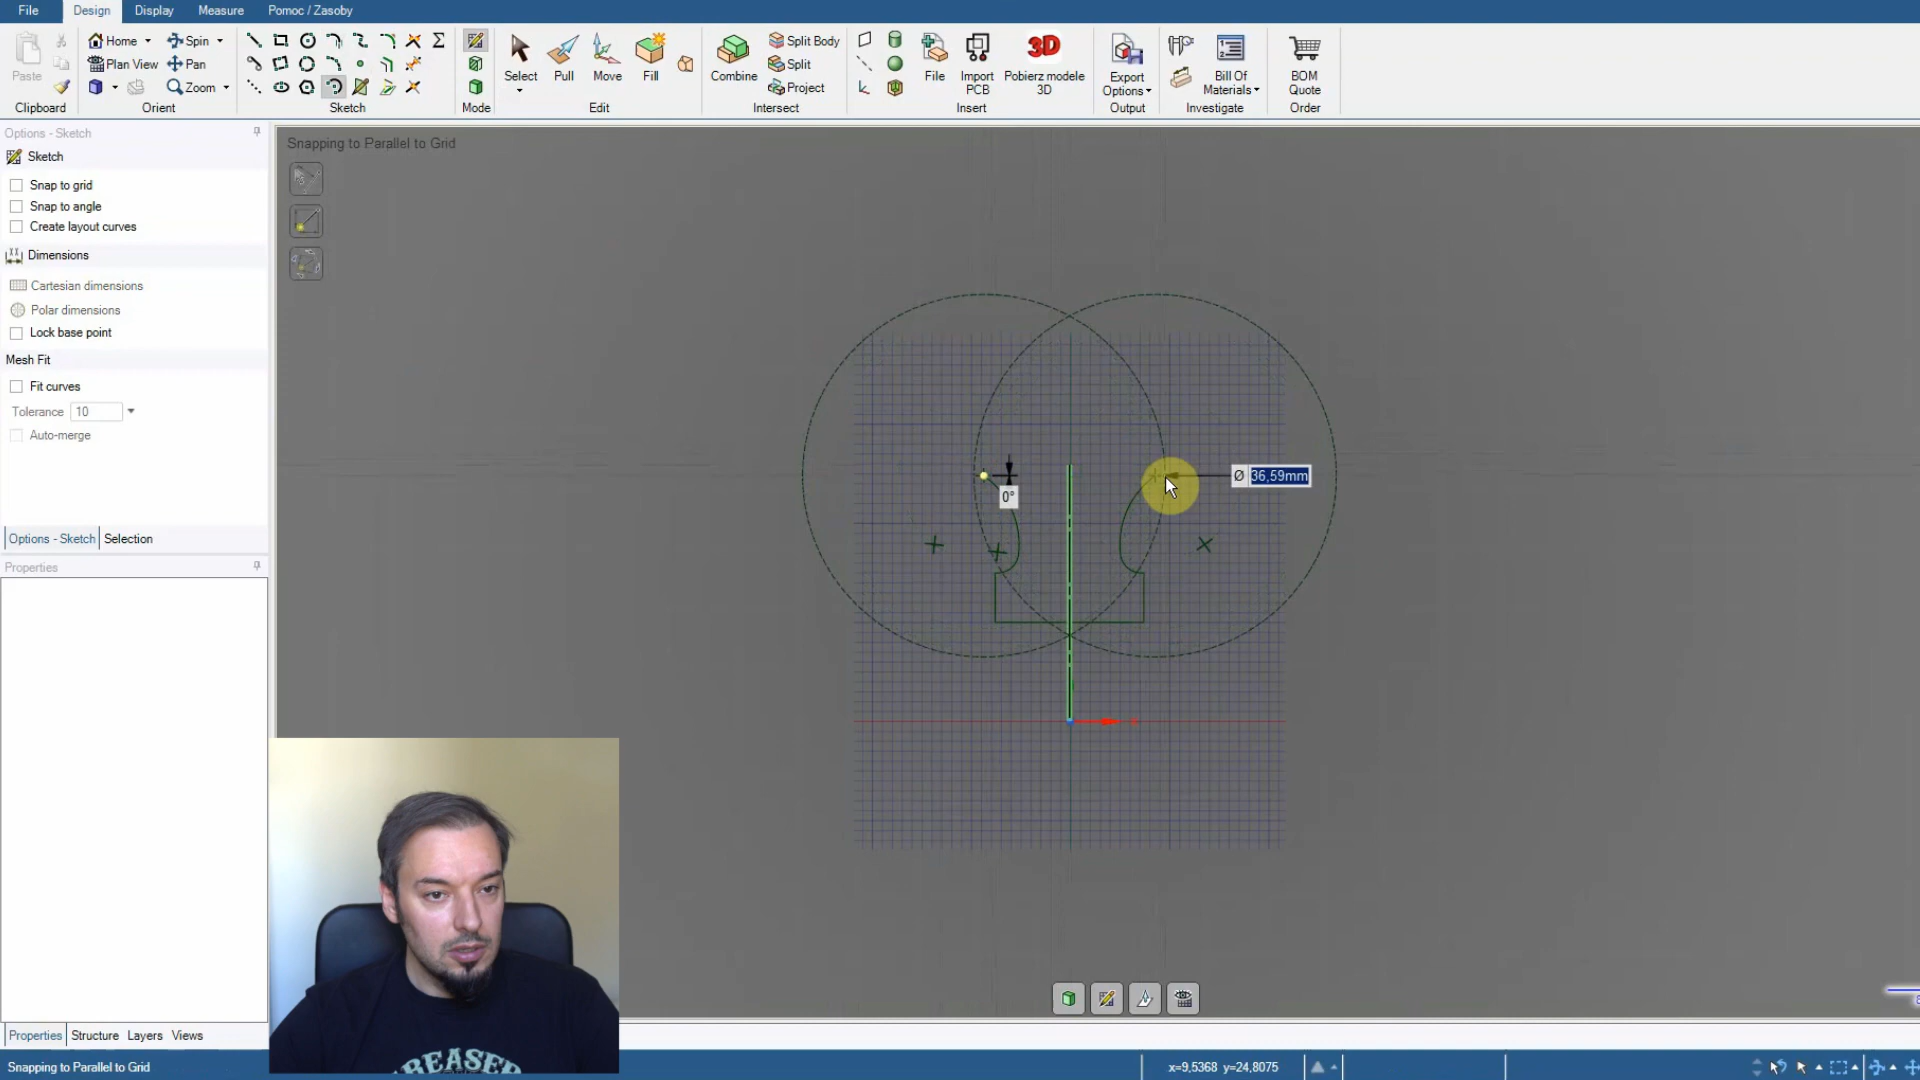 File Design Display Measure Pomoc / Zasoby
Paste
Clipboard
Home Spin
Plan View Pan
Zoom
Orient
Sketch
Mode
Select Pull Move Fill
Edit
Combine
Split Body
Split
Project
Intersect
File
Import PCB
3D
Pobierz modele 3D
Insert
Export Options
Output
Bill Of Materials
Investigate
BOM Quote
Order
Options - Sketch
Sketch
Snap to grid
Snap to angle
Create layout curves
Dimensions
Cartesian dimensions
Polar dimensions
Lock base point
Mesh Fit
Fit curves
Tolerance 10
Auto-merge
Options - Sketch Selection
Properties
Properties Structure Layers Views
Snapping to Parallel to Grid
Ø 36,59mm
0°
REASER
Snapping to Parallel to Grid
x=9,5368 y=24,8075